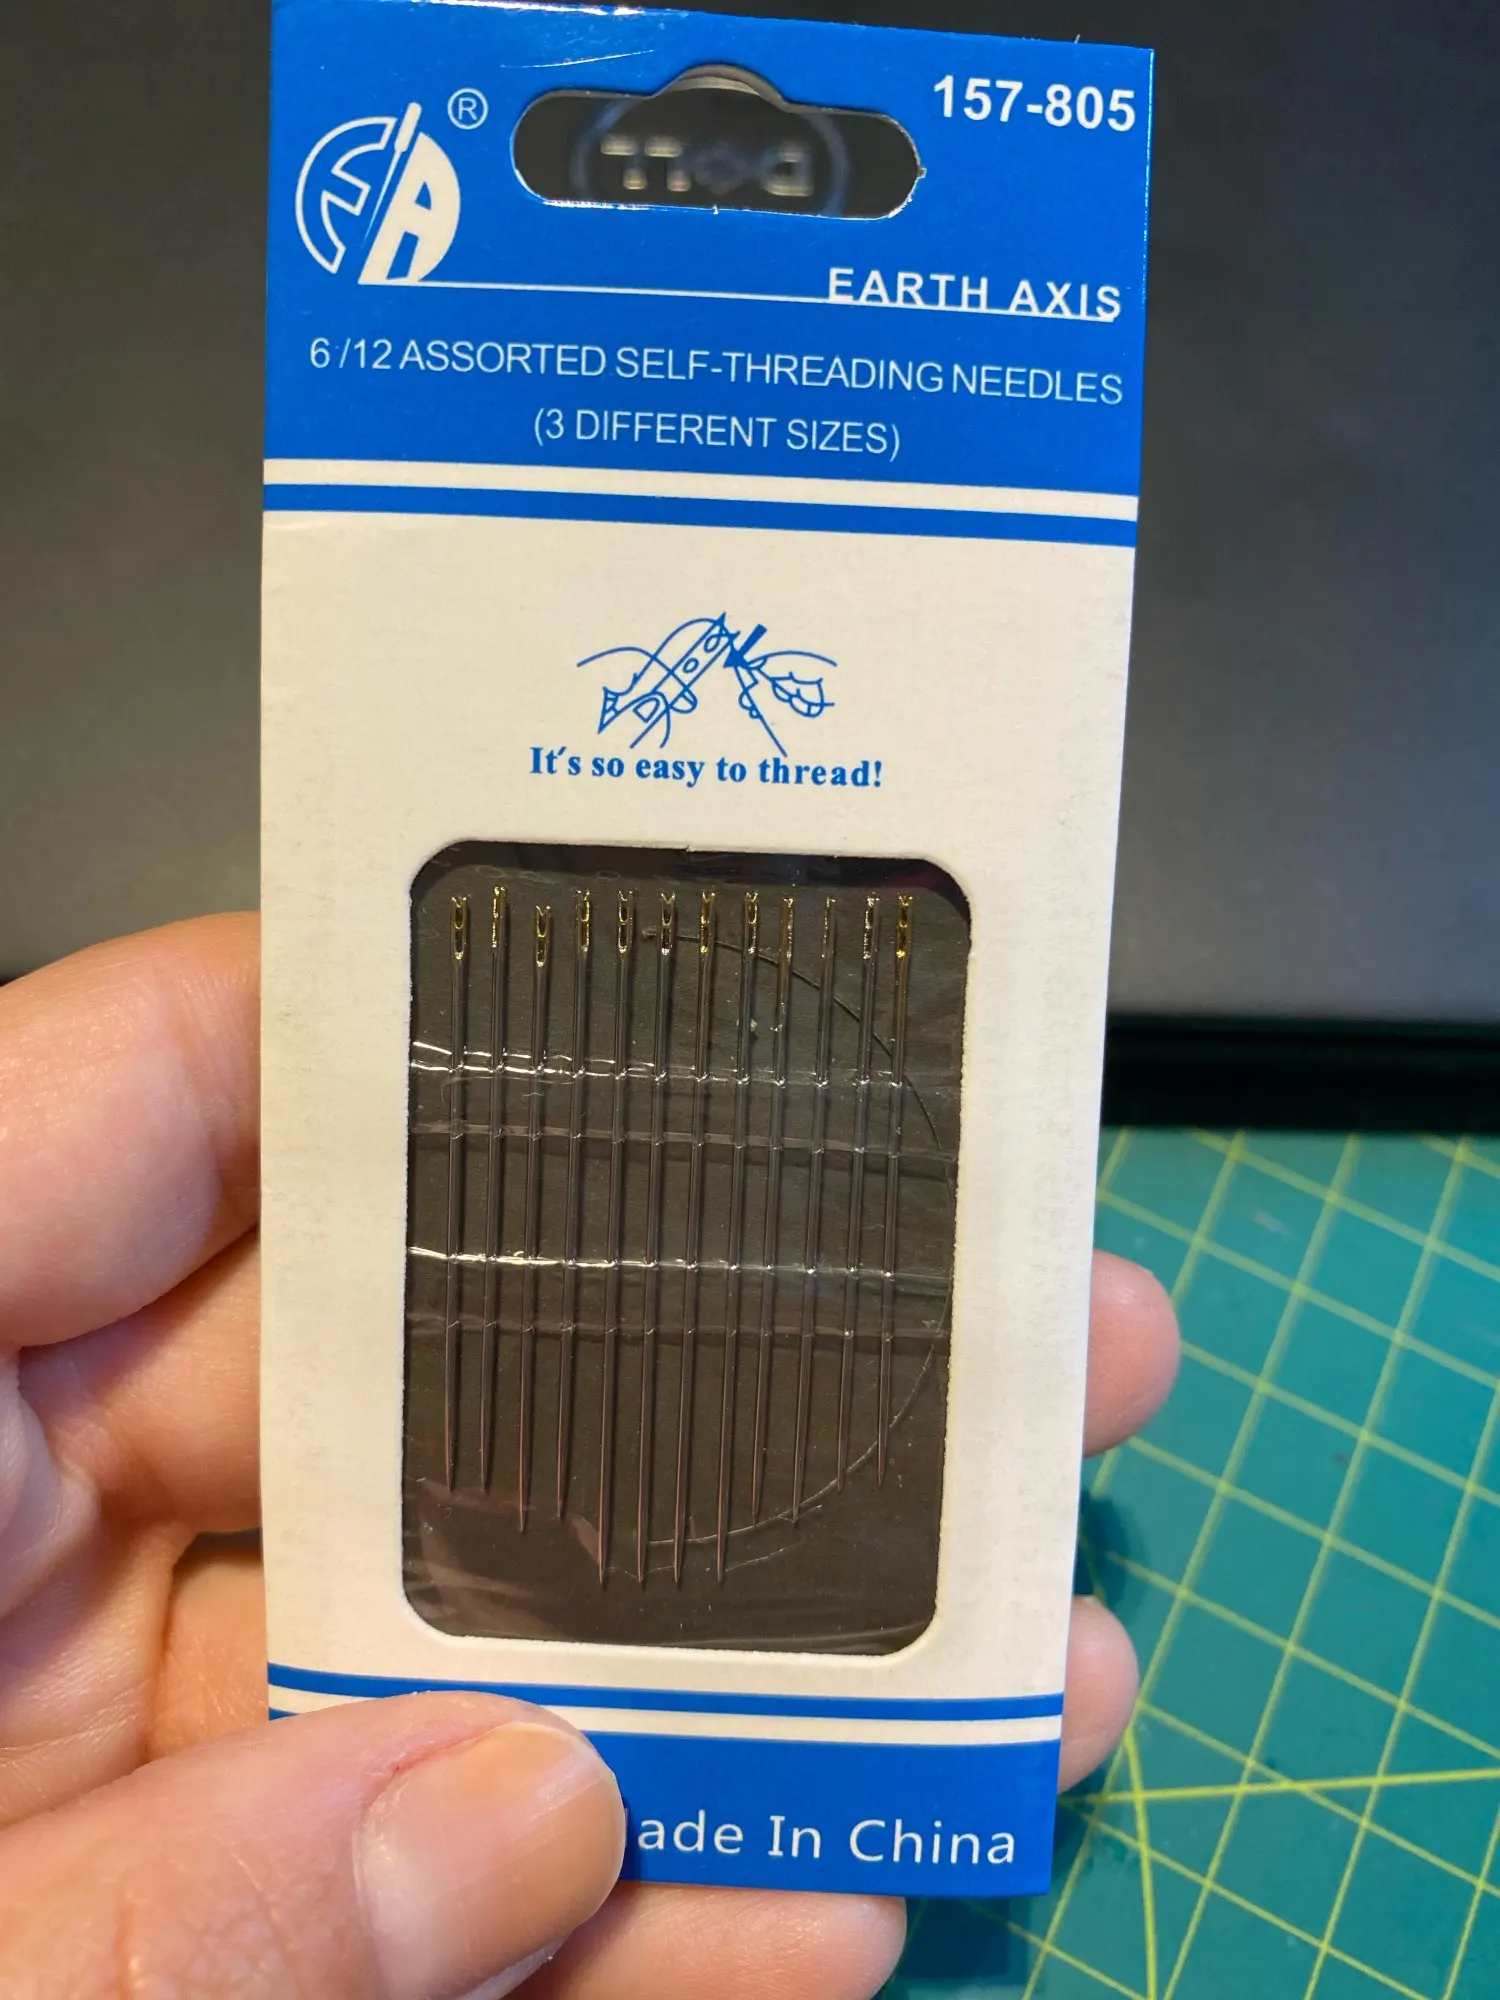 157-805
EA®
EARTH AXIS
6 /12 ASSORTED SELF-THREADING NEEDLES
(3 DIFFERENT SIZES)
It's so easy to thread!
ade In China